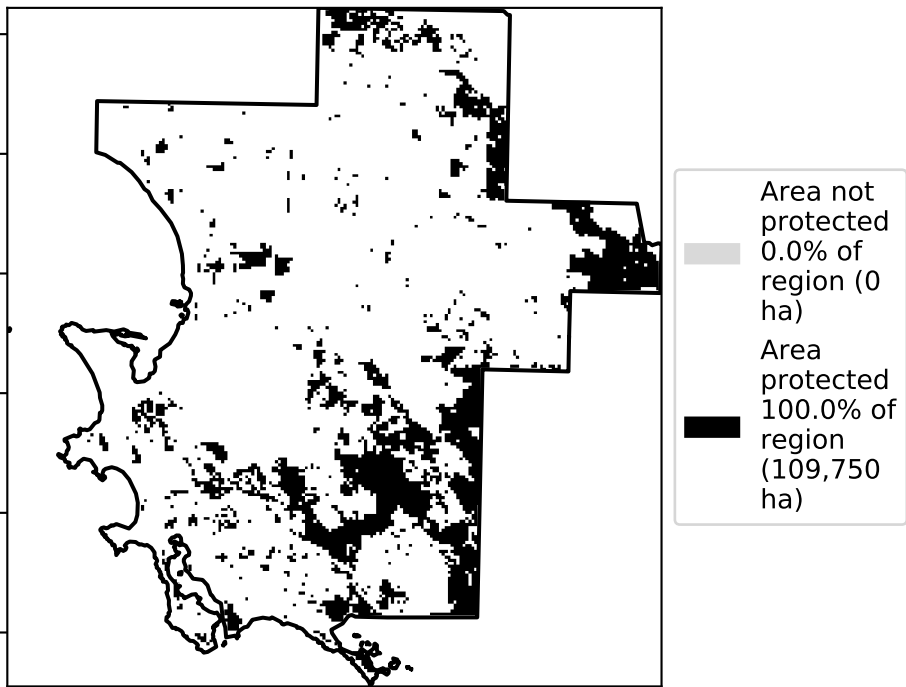 Area not
protected
0.0% of
region (0
ha)
Area
protected
100.0% of
region
(109,750
ha)